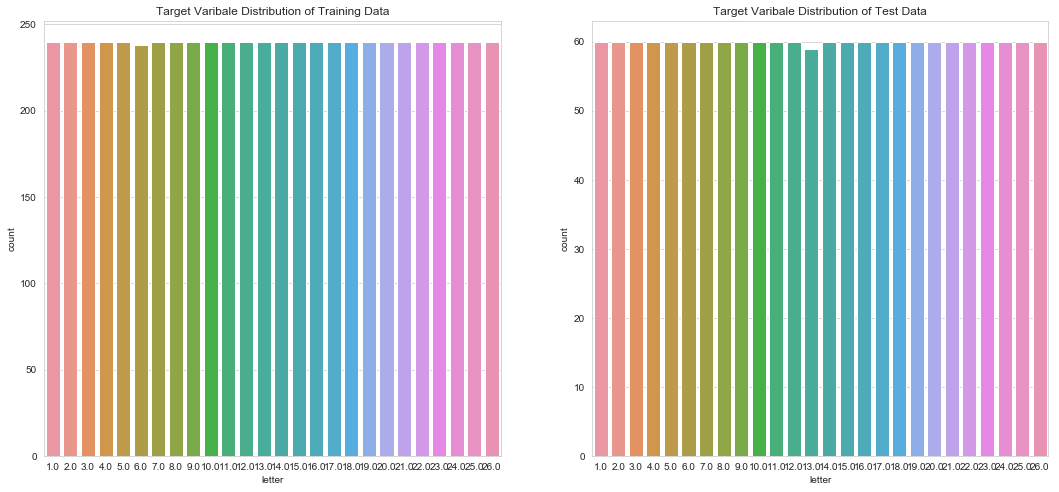 Target Varibale Distribution of Training Data
250
200
150
100
50
0
count
1.0 2.0 3.0 4.0 5.0 6.0 7.0 8.0 9.0 10.0 11.0 12.0 13.0 14.0 15.0 16.0 17.0 18.0 19.0 20.0 21.0 22.0 23.0 24.0 25.0 26.0
letter
Target Varibale Distribution of Test Data
60
50
40
30
20
10
0
count
1.0 2.0 3.0 4.0 5.0 6.0 7.0 8.0 9.0 10.0 11.0 12.0 13.0 14.0 15.0 16.0 17.0 18.0 19.0 20.0 21.0 22.0 23.0 24.0 25.0 26.0
letter